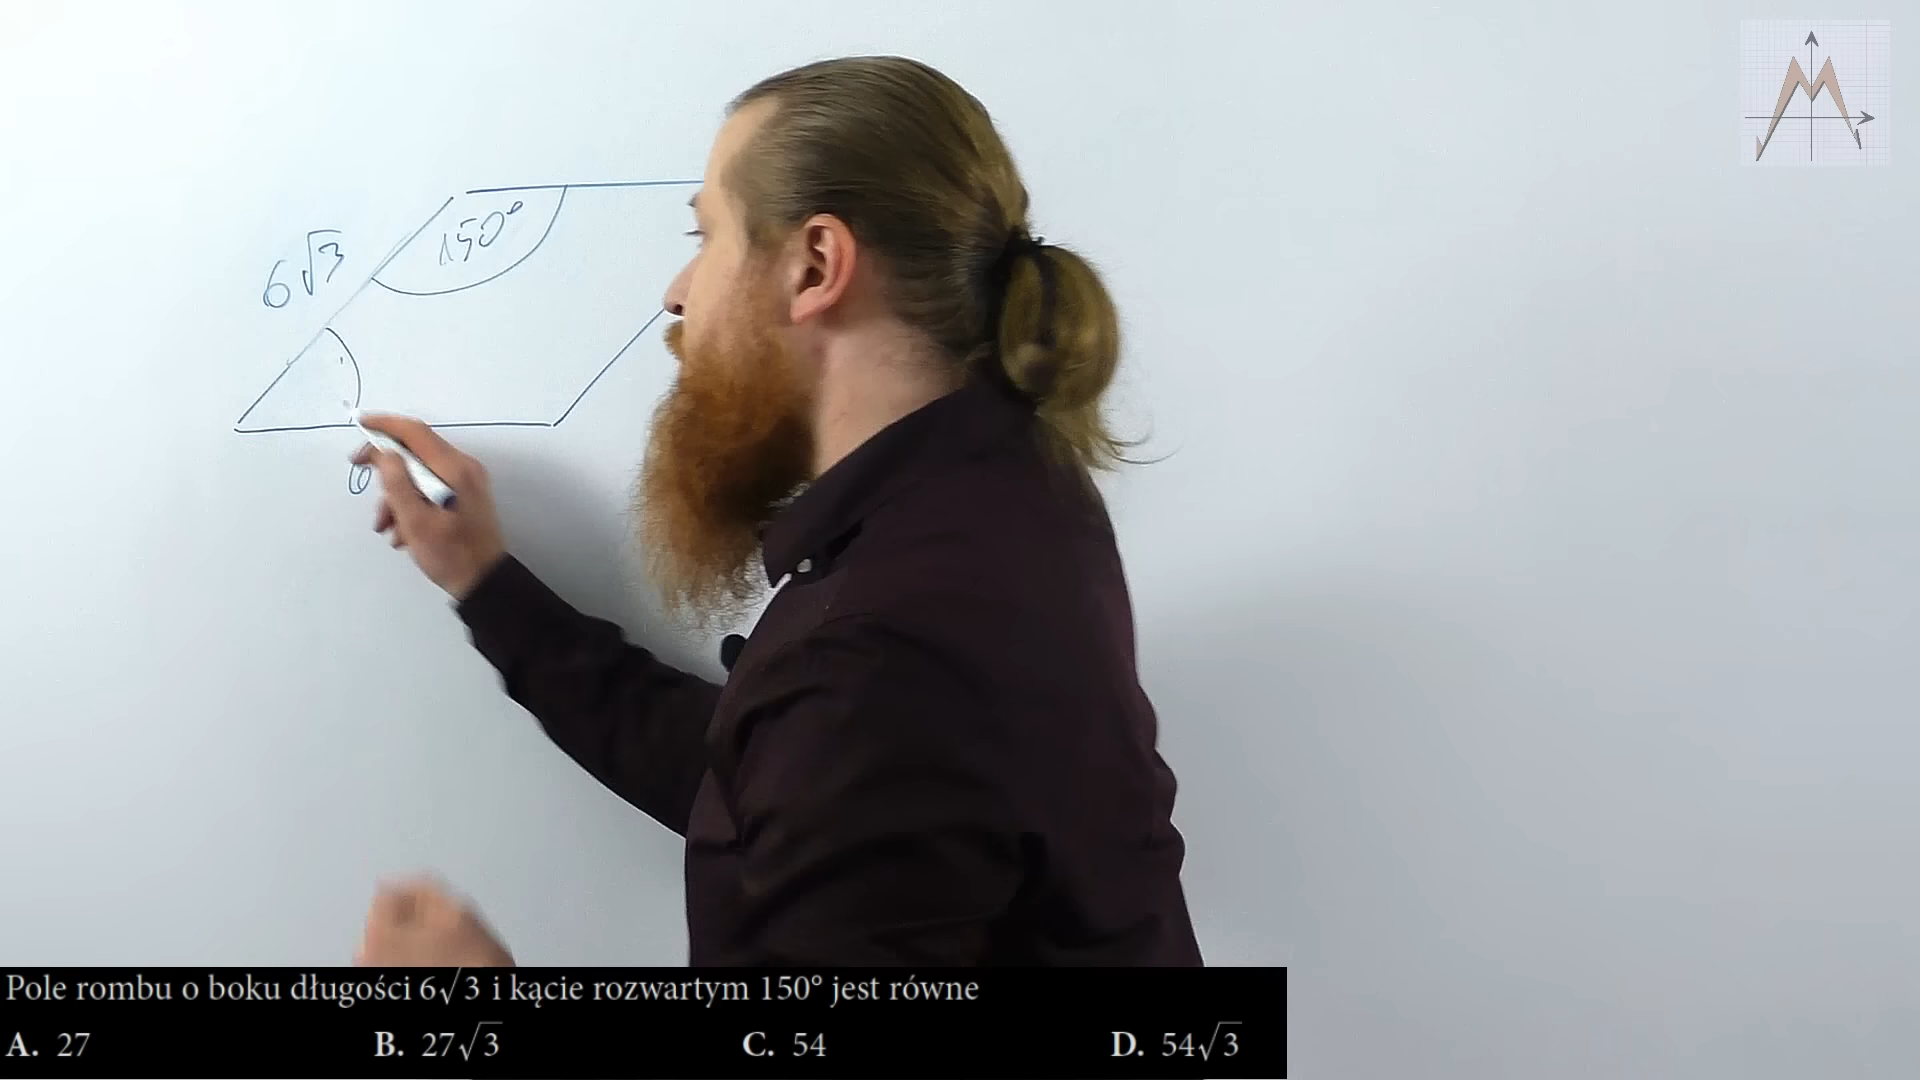 150°
6√3
6
Pole rombu o boku długości 6√3 i kącie rozwartym 150° jest równe
A. 27 B. 27√3 C. 54 D. 54√3